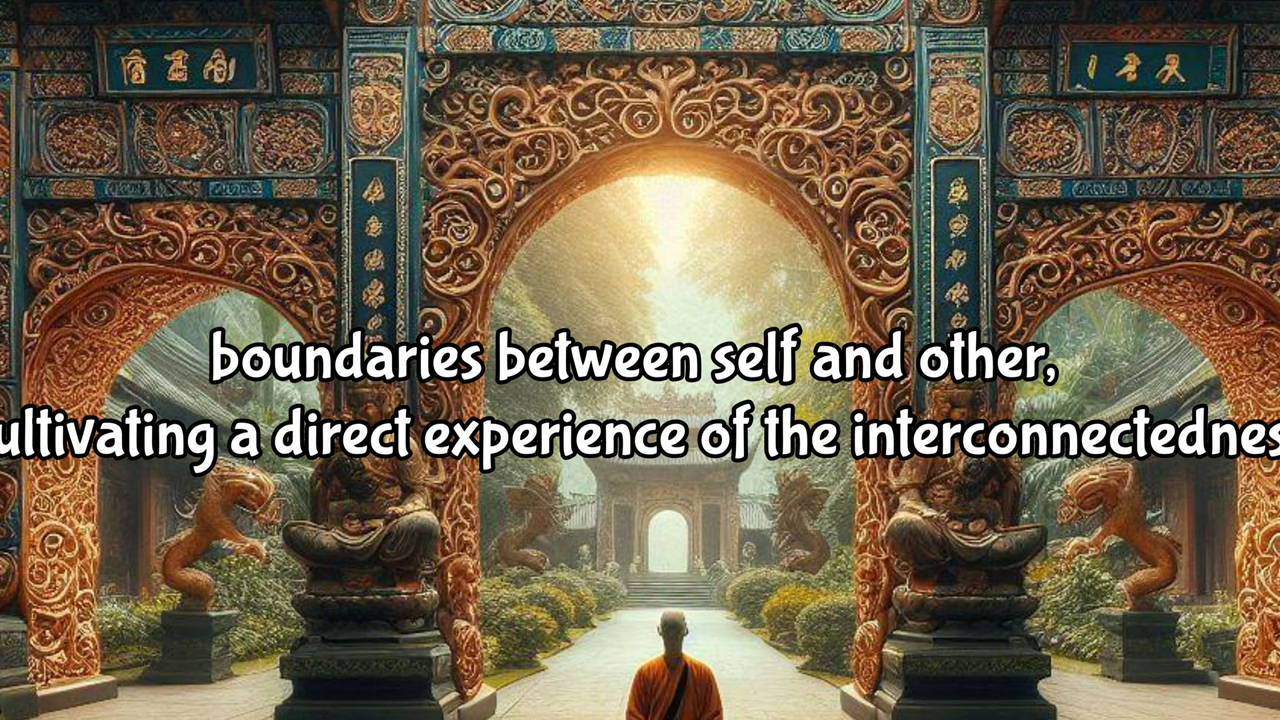 boundaries between self and other,
ultivating a direct experience of the interconnectednes